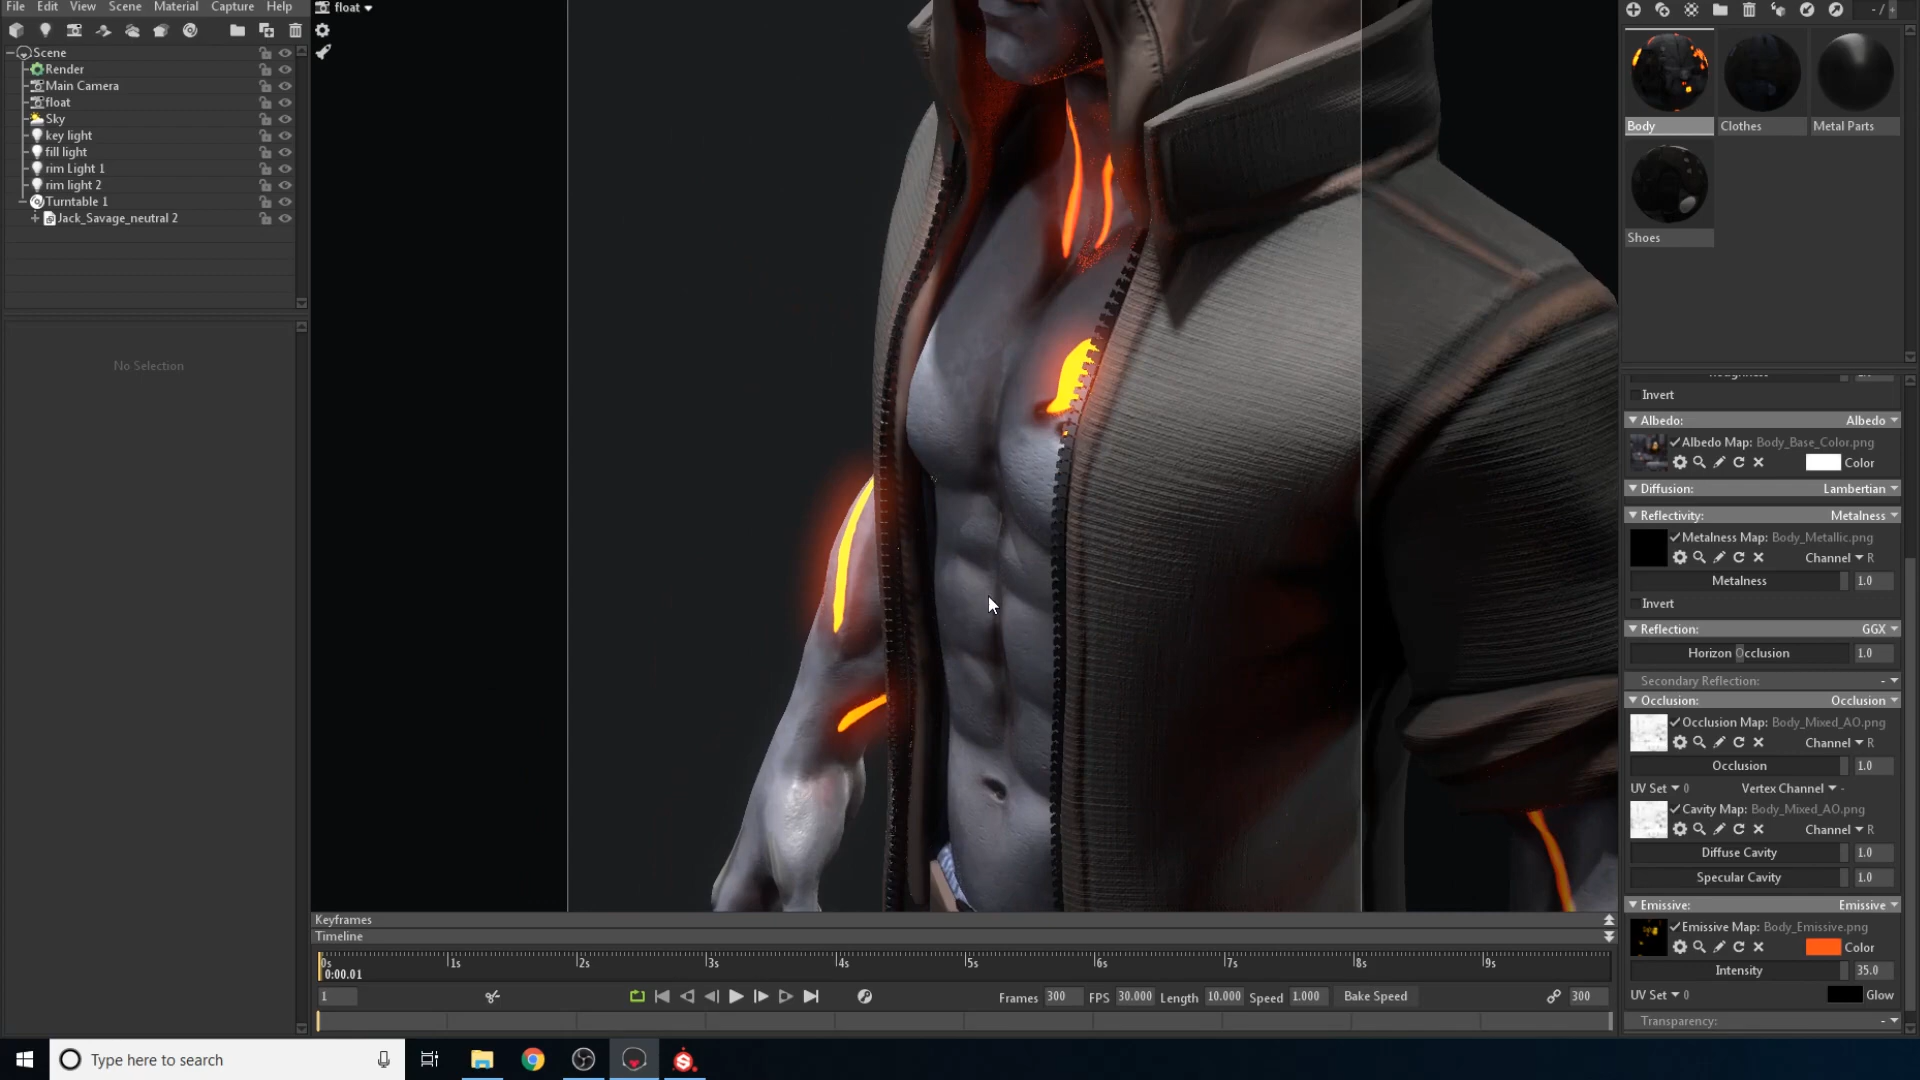 File Edit View Scene Material Capture Help
float
- /
Scene
Render
Main Camera
float
Sky
key light
fill light
rim Light 1
rim light 2
Turntable 1
Jack_Savage_neutral 2
No Selection
Body Clothes Metal Parts
Shoes
Invert
Albedo: Albedo
Albedo Map: Body_Base_Color.png
Color
Diffusion: Lambertian
Reflectivity: Metalness
Metalness Map: Body_Metallic.png
Channel R
Metalness 1.0
Invert
Reflection: GGX
Horizon Occlusion 1.0
Secondary Reflection: -
Occlusion: Occlusion
Occlusion Map: Body_Mixed_AO.png
Channel R
Occlusion 1.0
UV Set 0 Vertex Channel -
Cavity Map: Body_Mixed_AO.png
Channel R
Diffuse Cavity 1.0
Specular Cavity 1.0
Emissive: Emissive
Emissive Map: Body_Emissive.png
Color
Intensity 35.0
UV Set 0 Glow
Transparency: -
Keyframes
Timeline
0s 1s 2s 3s 4s 5s 6s 7s 8s 9s
0:00.01
1 Frames 300 FPS 30.000 Length 10.000 Speed 1.000 Bake Speed 300
Type here to search